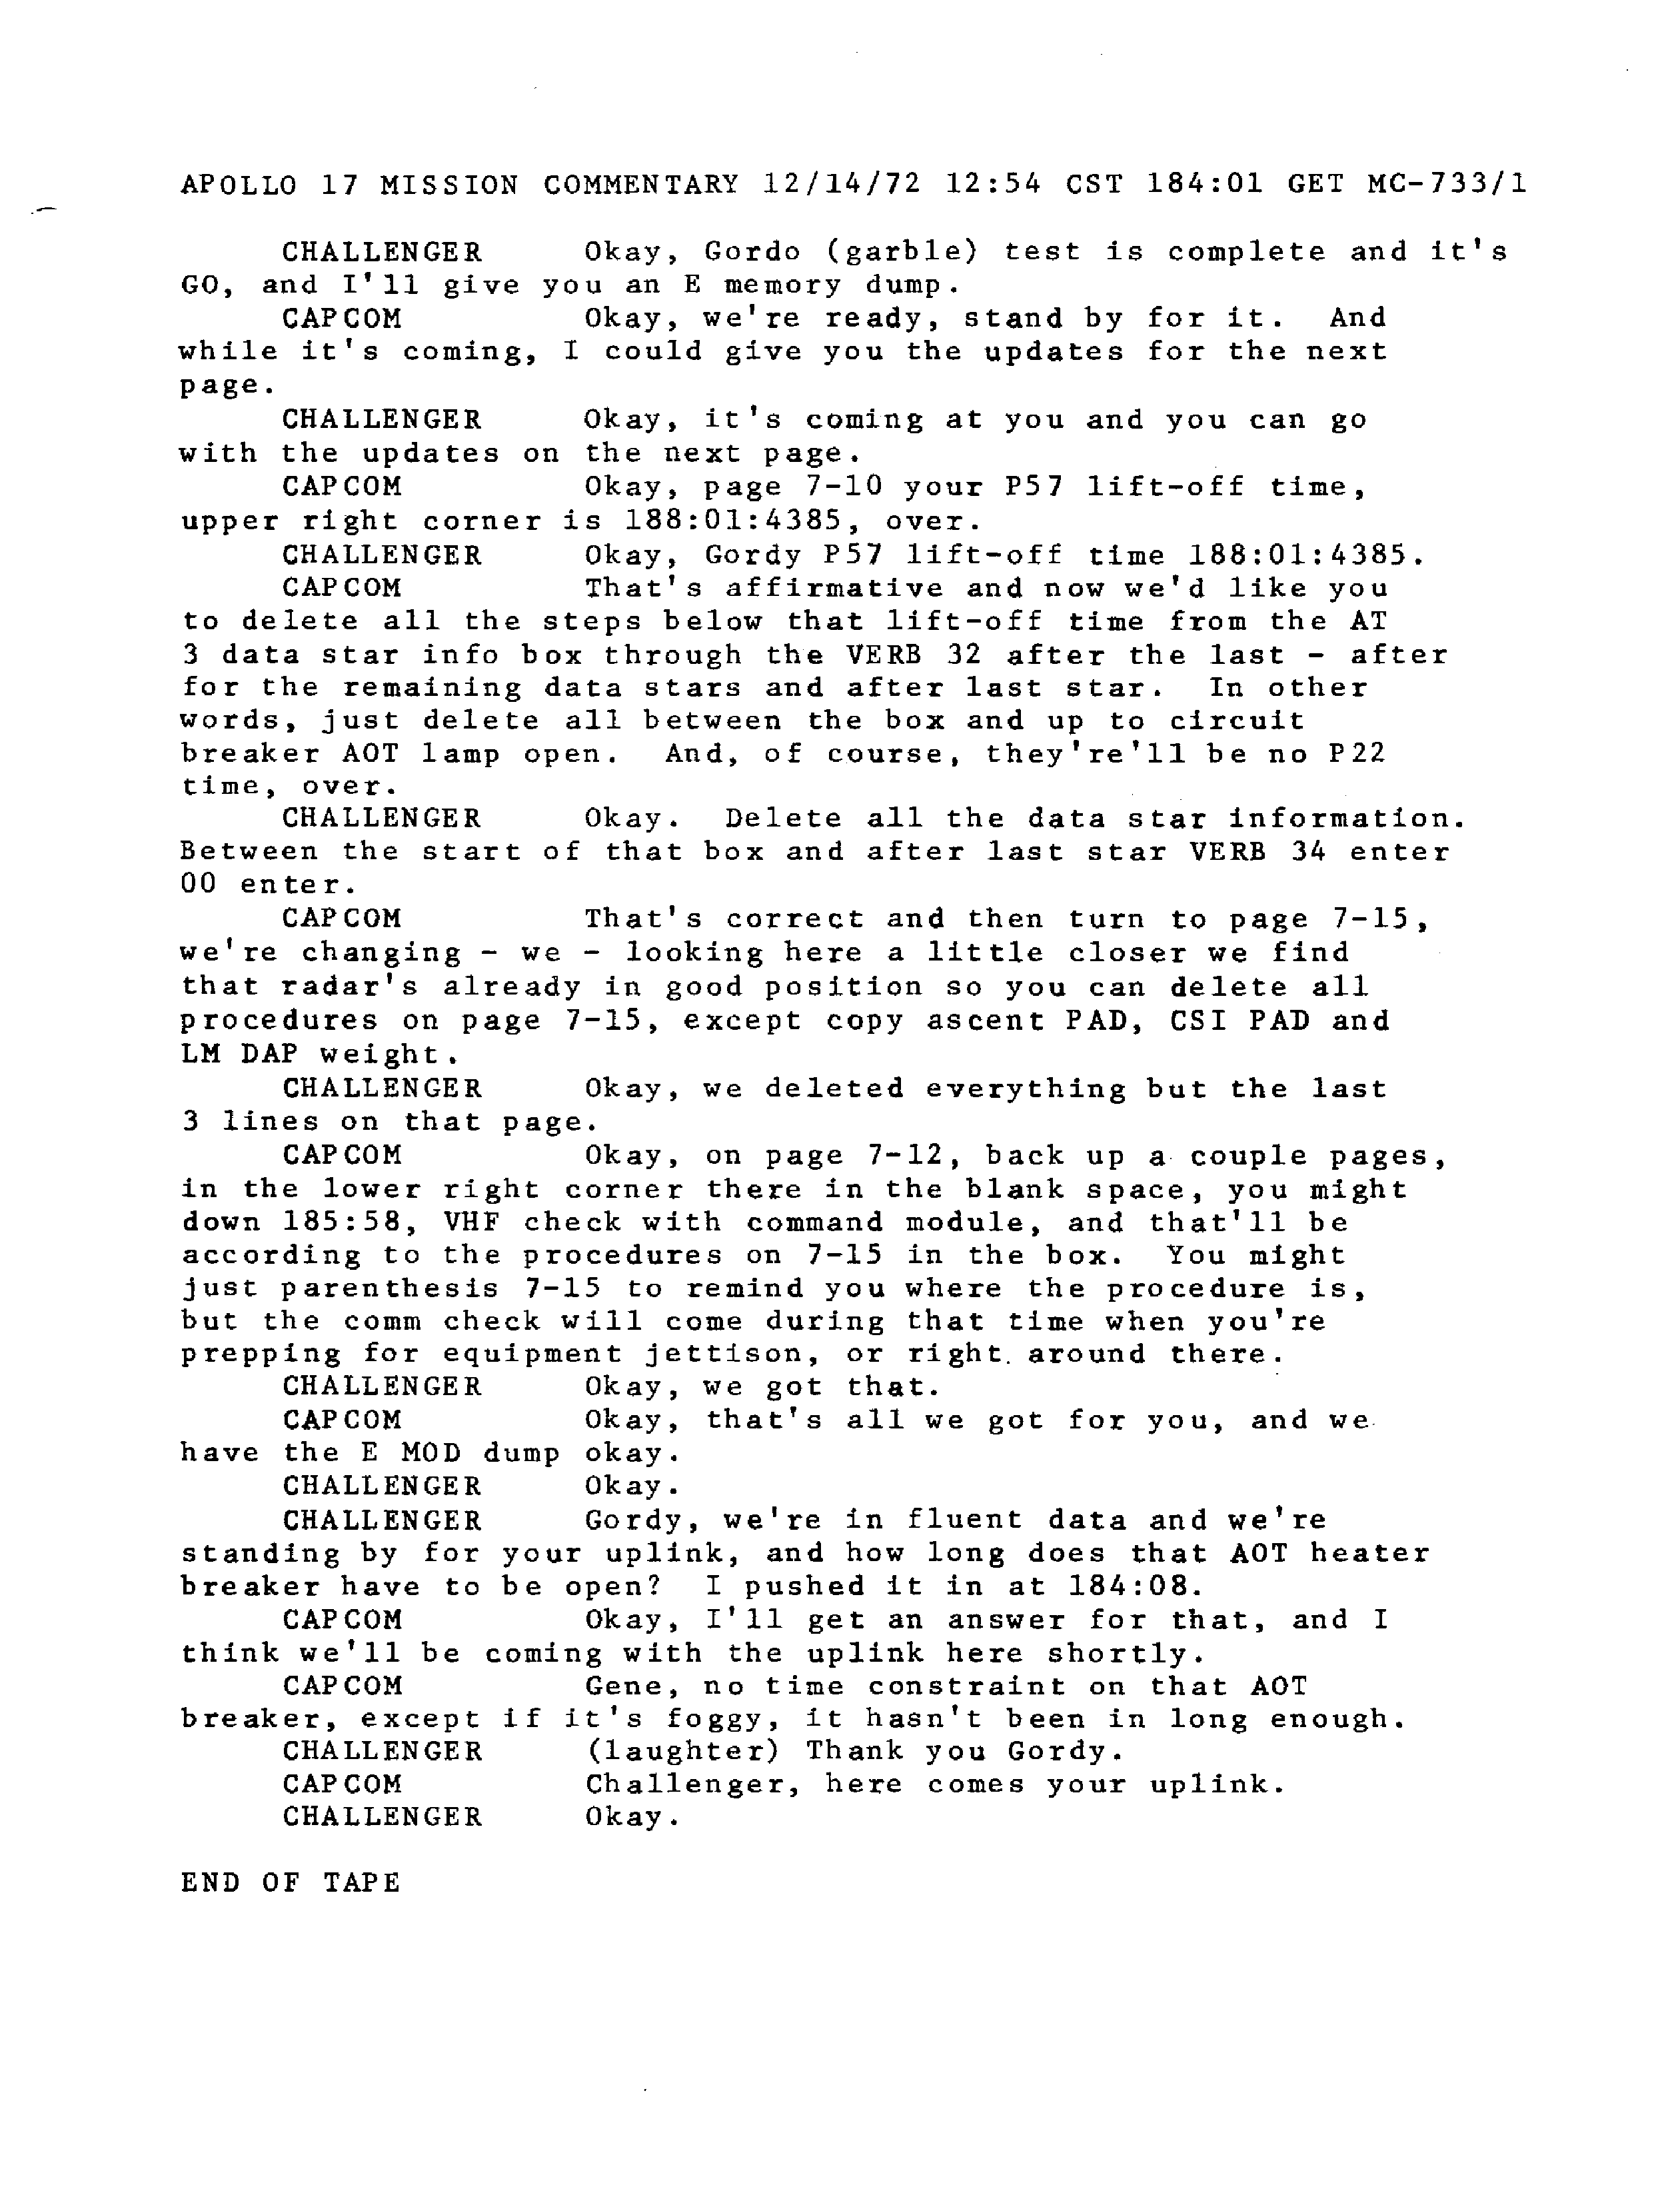 APOLLO 17 MISSION COMMENTARY 12/14/72 12:54 CST 184:01 GET MC-733/1
CHALLENGER Okay, Gordo (garble) test is complete and it's
GO, and I'll give you an E memory dump.
CAPCOM Okay, we're ready, stand by for it. And
while it's coming, I could give you the updates for the next
page.
CHALLENGER Okay, it's coming at you and you can go
with the updates on the next page.
CAPCOM Okay, page 7-10 your P57 lift-off time,
upper right corner is 188:01:4385, over.
CHALLENGER Okay, Gordy P57 lift-off time 188:01:4385.
CAPCOM That's affirmative and now we'd like you
to delete all the steps below that lift-off time from the AT
3 data star info box through the VERB 32 after the last - after
for the remaining data stars and after last star. In other
words, just delete all between the box and up to circuit
breaker AOT lamp open. And, of course, they're'll be no P22
time, over.
CHALLENGER Okay. Delete all the data star information.
Between the start of that box and after last star VERB 34 enter
00 enter.
CAPCOM That's correct and then turn to page 7-15,
we're changing - we - looking here a little closer we find
that radar's already in good position so you can delete all
procedures on page 7-15, except copy ascent PAD, CSI PAD and
LM DAP weight.
CHALLENGER Okay, we deleted everything but the last
3 lines on that page.
CAPCOM Okay, on page 7-12, back up a couple pages,
in the lower right corner there in the blank space, you might
down 185:58, VHF check with command module, and that'll be
according to the procedures on 7-15 in the box. You might
just parenthesis 7-15 to remind you where the procedure is,
but the comm check will come during that time when you're
prepping for equipment jettison, or right around there.
CHALLENGER Okay, we got that.
CAPCOM Okay, that's all we got for you, and we
have the E MOD dump okay.
CHALLENGER Okay.
CHALLENGER Gordy, we're in fluent data and we're
standing by for your uplink, and how long does that AOT heater
breaker have to be open? I pushed it in at 184:08.
CAPCOM Okay, I'll get an answer for that, and I
think we'll be coming with the uplink here shortly.
CAPCOM Gene, no time constraint on that AOT
breaker, except if it's foggy, it hasn't been in long enough.
CHALLENGER (laughter) Thank you Gordy.
CAPCOM Challenger, here comes your uplink.
CHALLENGER Okay.
END OF TAPE